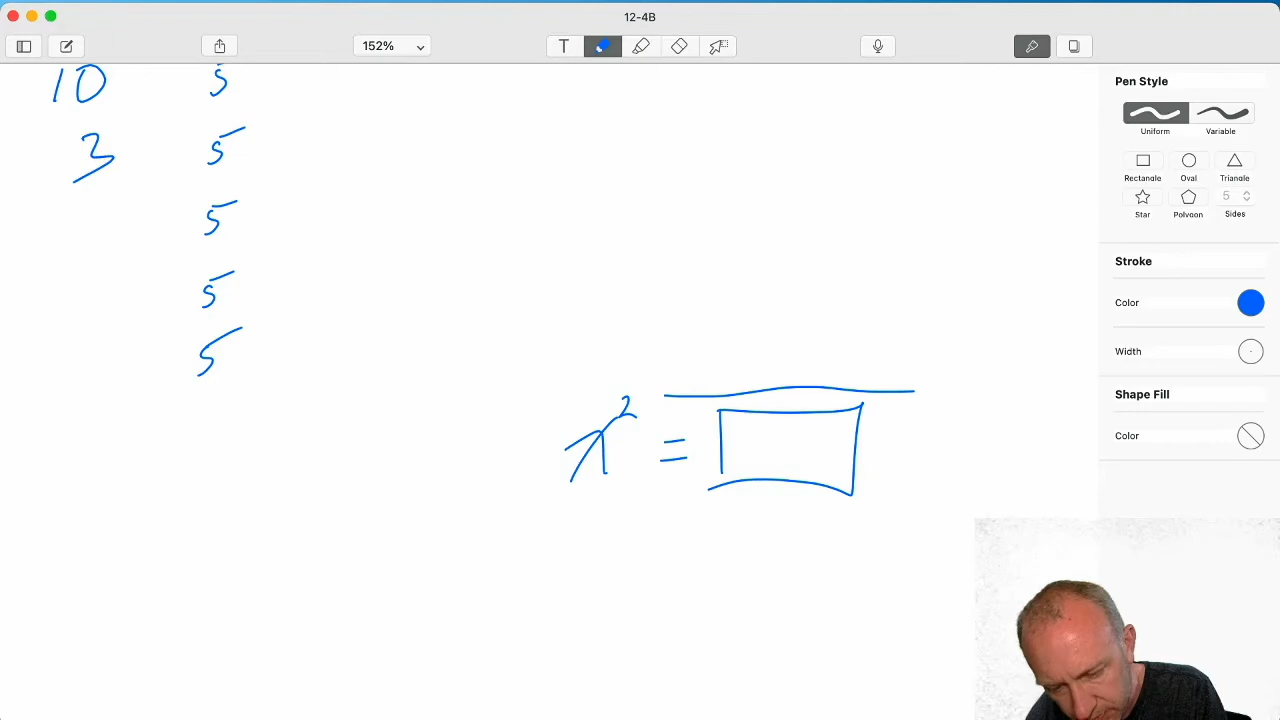 12-4B
152%
T
Pen Style
Uniform Variable
Rectangle Oval Triangle
5
Star Polygon Sides
Stroke
Color
Width
Shape Fill
Color
10 5
3 5
5
5
5
χ² =